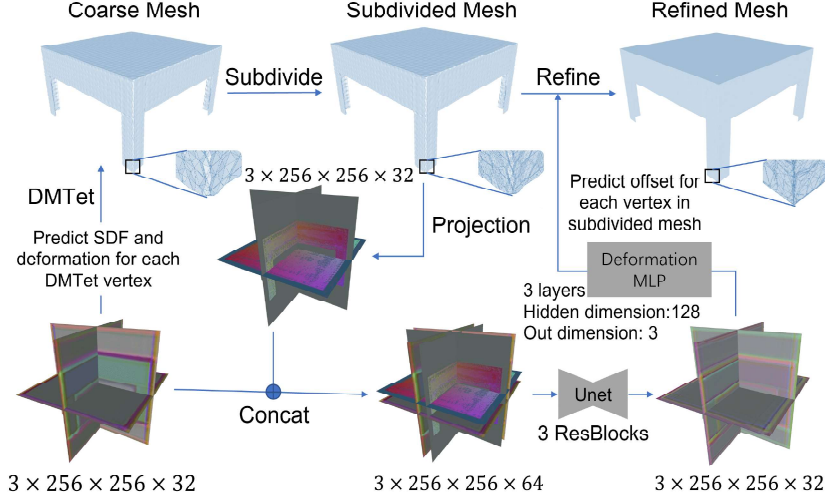 Coarse Mesh
Subdivided Mesh
Refined Mesh
Subdivide
Refine
3 × 256 × 256 × 32
DMTet
Predict SDF and
deformation for each
DMTet vertex
Projection
Predict offset for
each vertex in
subdivided mesh
Deformation
MLP
3 layers
Hidden dimension:128
Out dimension: 3
Concat
Unet
3 ResBlocks
3 × 256 × 256 × 32
3 × 256 × 256 × 64
3 × 256 × 256 × 32